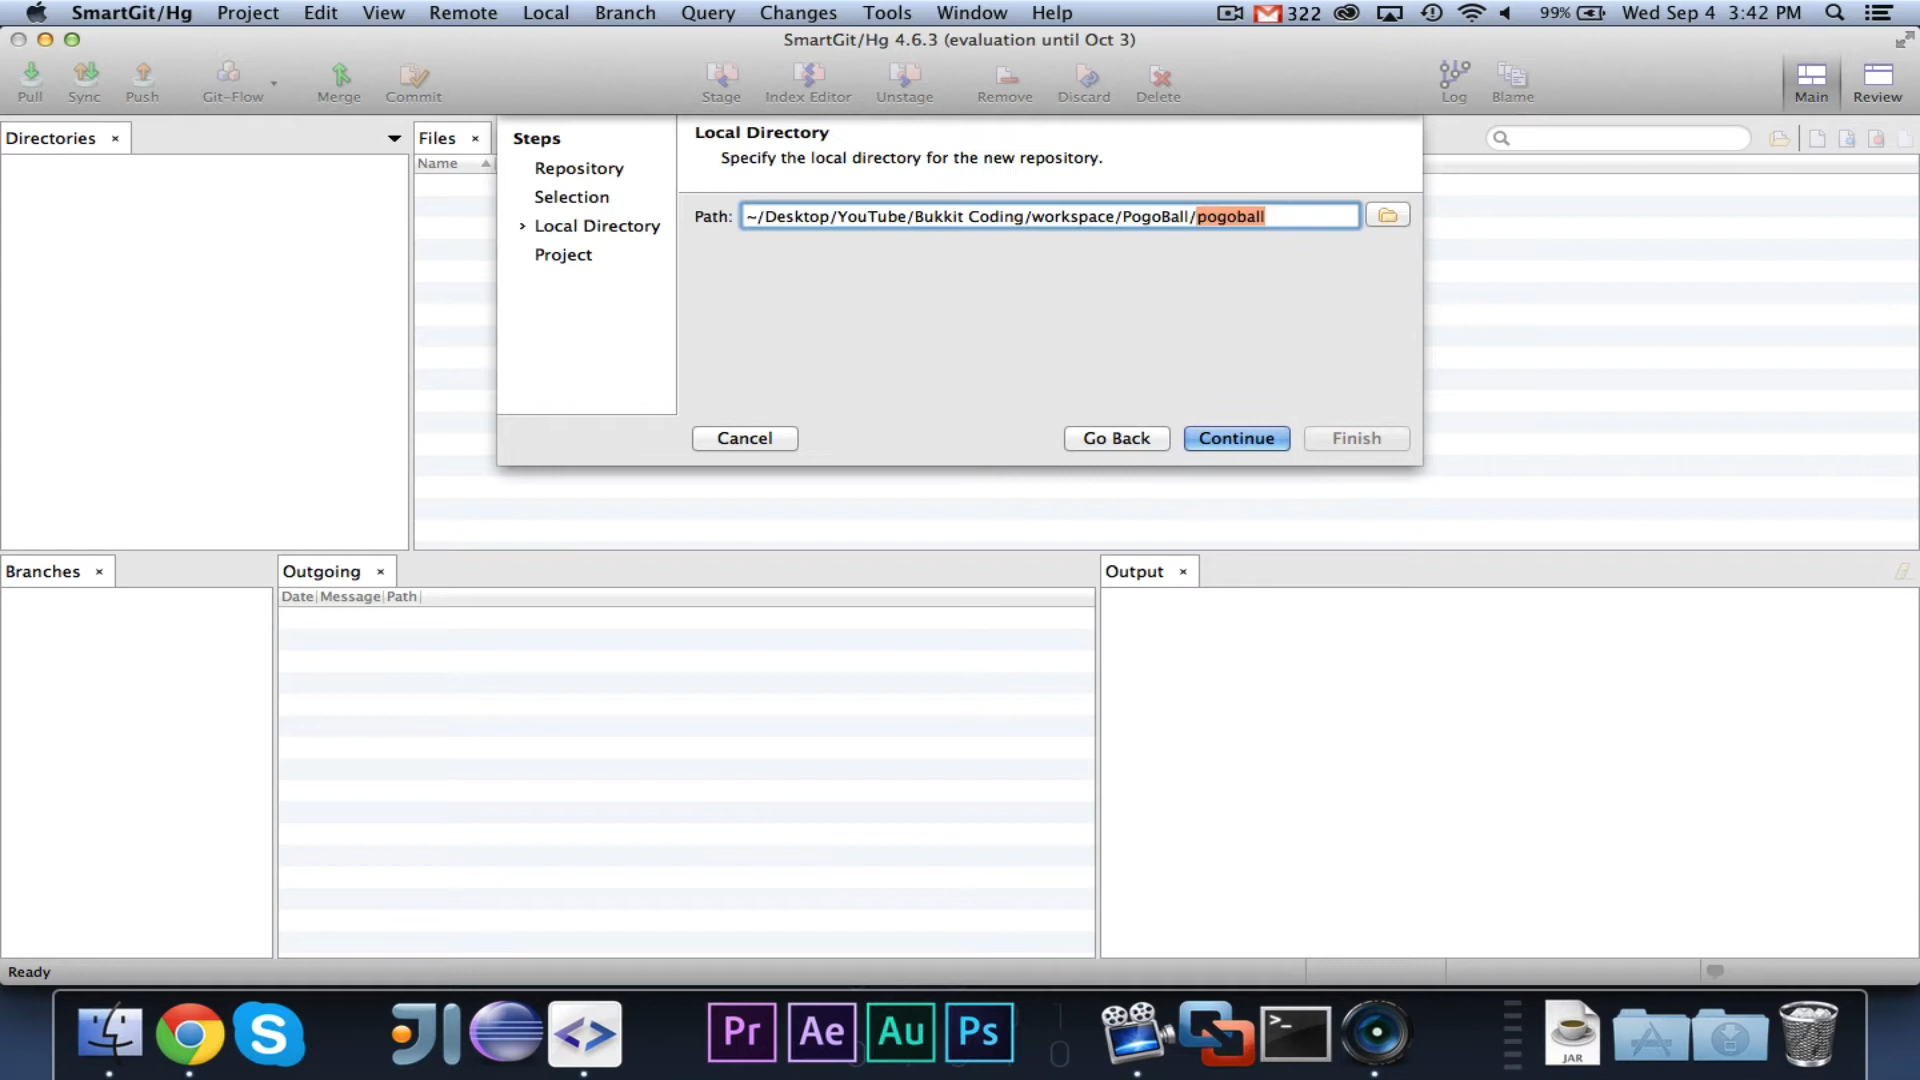 SmartGit/Hg Project Edit View Remote Local Branch Query Changes Tools Window Help 322 99% Wed Sep 4 3:42 PM
SmartGit/Hg 4.6.3 (evaluation until Oct 3)
Pull Sync Push Git-Flow Merge Commit Stage Index Editor Unstage Remove Discard Delete Log Blame Main Review
Directories
Files
Name
Steps
Repository
Selection
Local Directory
Project
Local Directory
Specify the local directory for the new repository.
Path: ~/Desktop/YouTube/Bukkit Coding/workspace/PogoBall/pogoball
Cancel Go Back Continue Finish
Branches
Outgoing
Output
Date Message Path
Ready
Pr Ae Au Ps
JAR